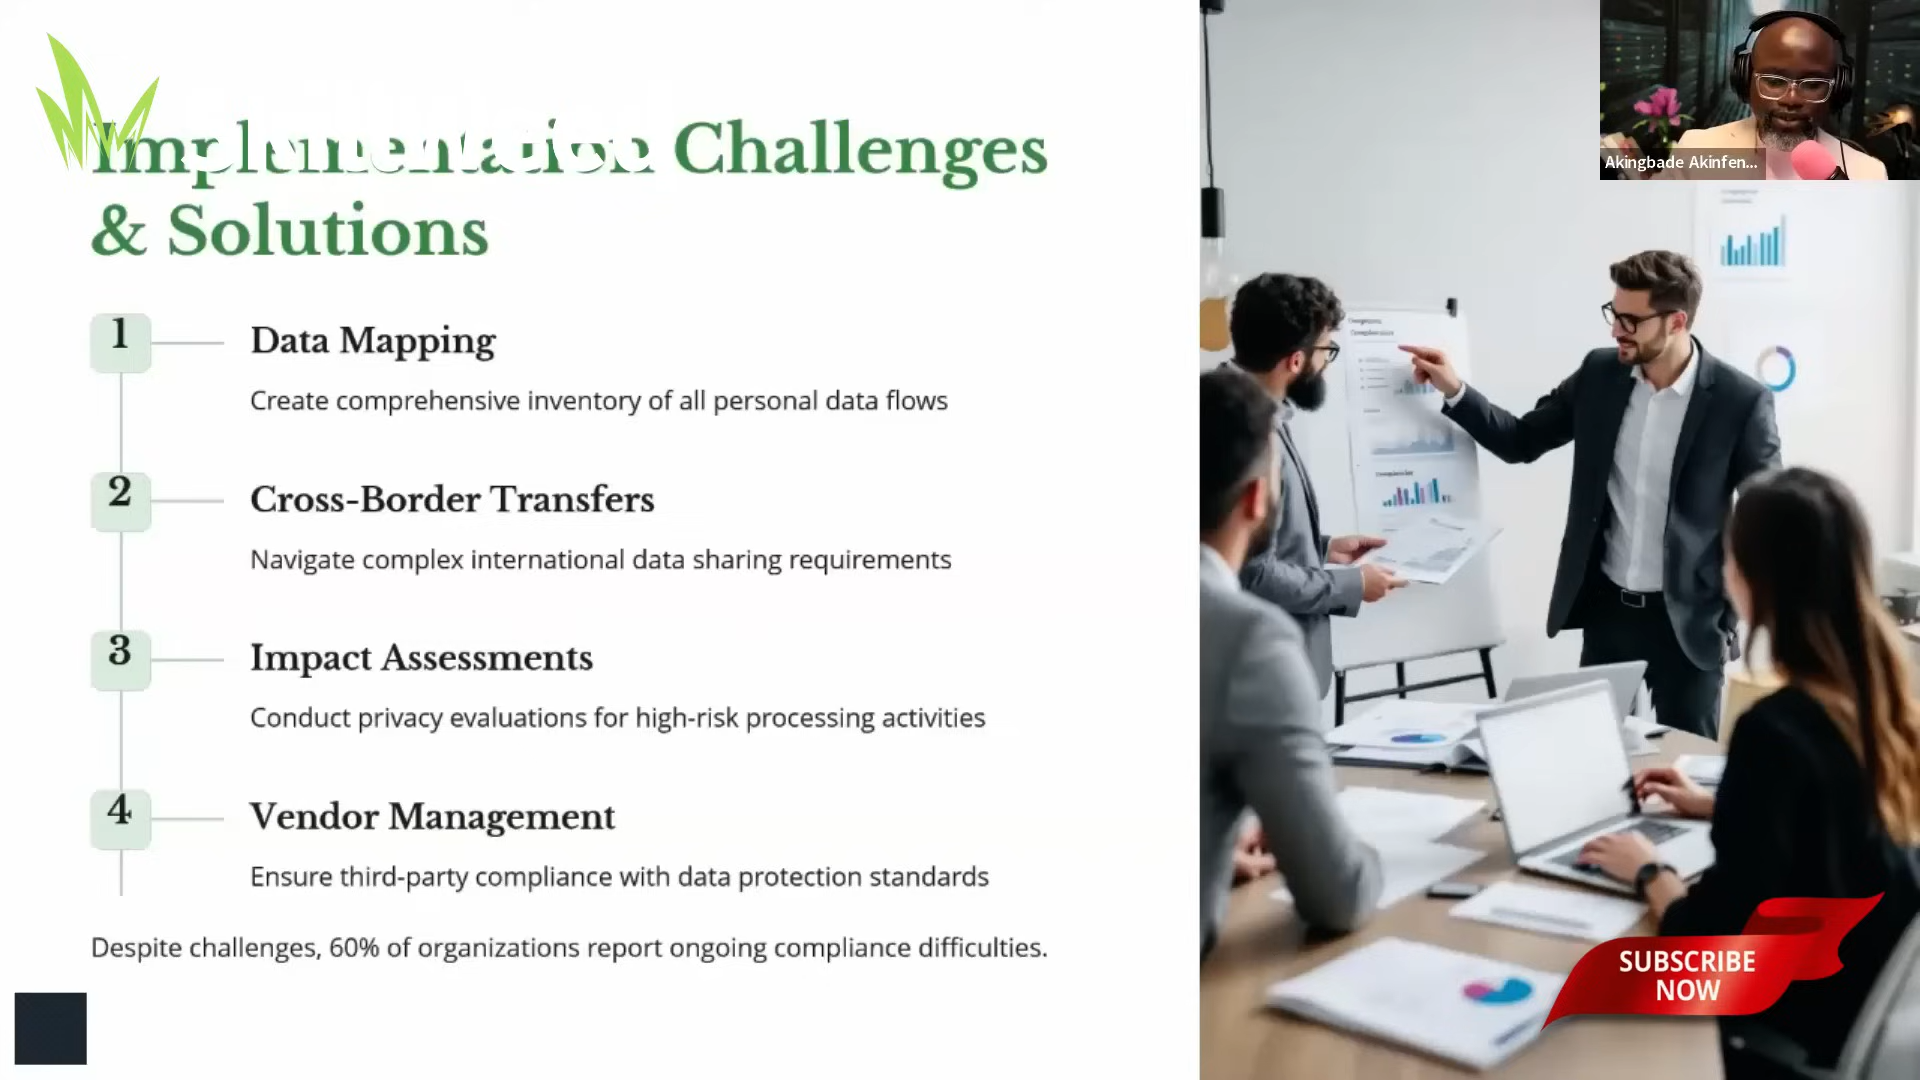 Implementation Challenges
& Solutions
1
Data Mapping
Create comprehensive inventory of all personal data flows
2
Cross-Border Transfers
Navigate complex international data sharing requirements
3
Impact Assessments
Conduct privacy evaluations for high-risk processing activities
4
Vendor Management
Ensure third-party compliance with data protection standards
Despite challenges, 60% of organizations report ongoing compliance difficulties.
Akingbade Akinfen...
SUBSCRIBE
NOW